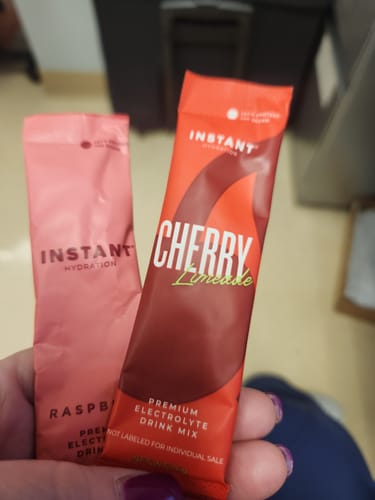 INSTANT
HYDRATION
RASPB
PREM
ELECT
DRIN
INSTANT
HYDRATION
CHERRY
Limeade
PREMIUM
ELECTROLYTE
DRINK MIX
NOT LABELED FOR INDIVIDUAL SALE